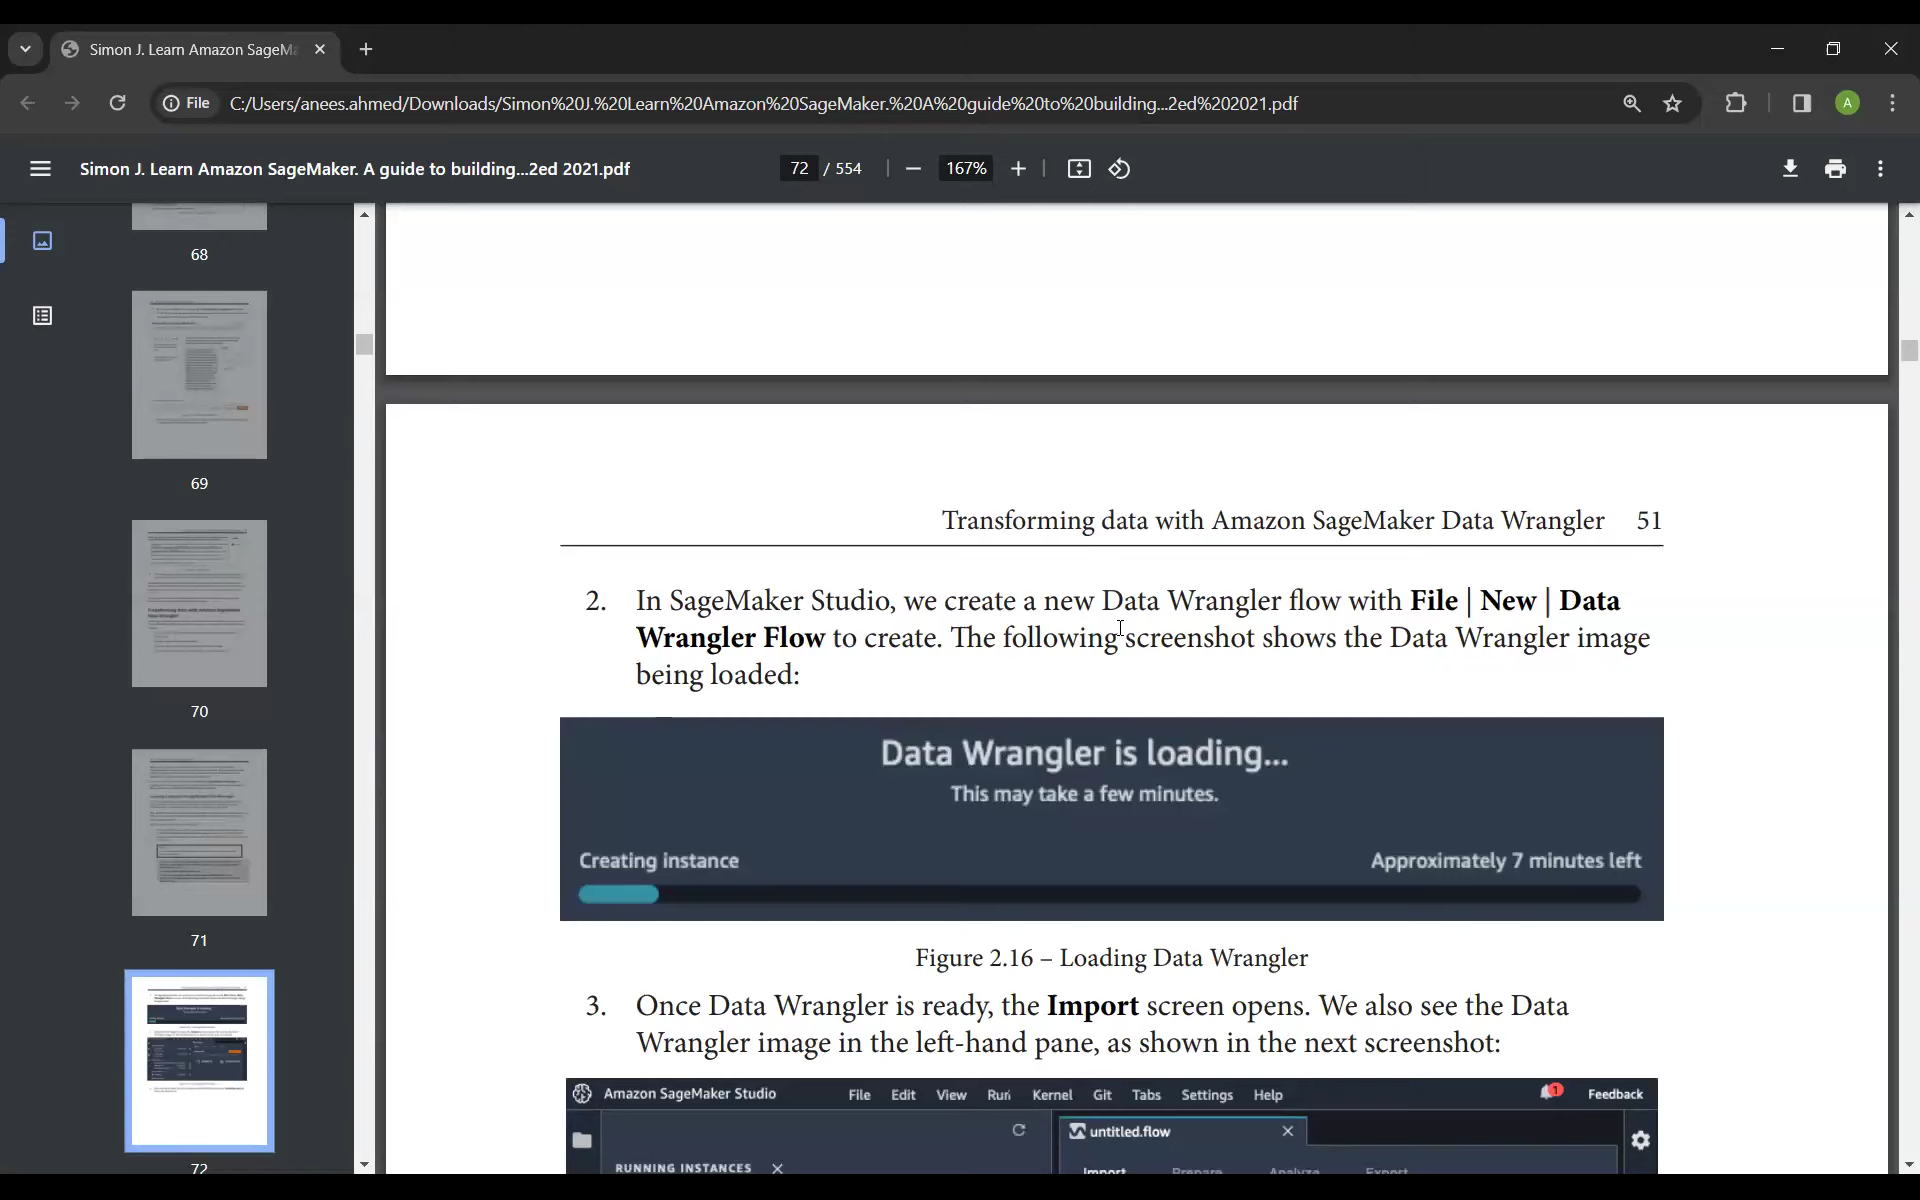 Simon J. Learn Amazon SageMa
File C:/Users/anees.ahmed/Downloads/Simon%20J.%20Learn%20Amazon%20SageMaker.%20A%20guide%20to%20building...2ed%202021.pdf
A
Simon J. Learn Amazon SageMaker. A guide to building...2ed 2021.pdf
72 / 554
167%
68
69
70
71
72
Transforming data with Amazon SageMaker Data Wrangler 51
2. In SageMaker Studio, we create a new Data Wrangler flow with File | New | Data
Wrangler Flow to create. The following screenshot shows the Data Wrangler image
being loaded:
Data Wrangler is loading...
This may take a few minutes.
Creating instance Approximately 7 minutes left
Figure 2.16 – Loading Data Wrangler
3. Once Data Wrangler is ready, the Import screen opens. We also see the Data
Wrangler image in the left-hand pane, as shown in the next screenshot:
Amazon SageMaker Studio File Edit View Run Kernel Git Tabs Settings Help 1 Feedback
untitled.flow
RUNNING INSTANCES
Import Prepare Analyze Export